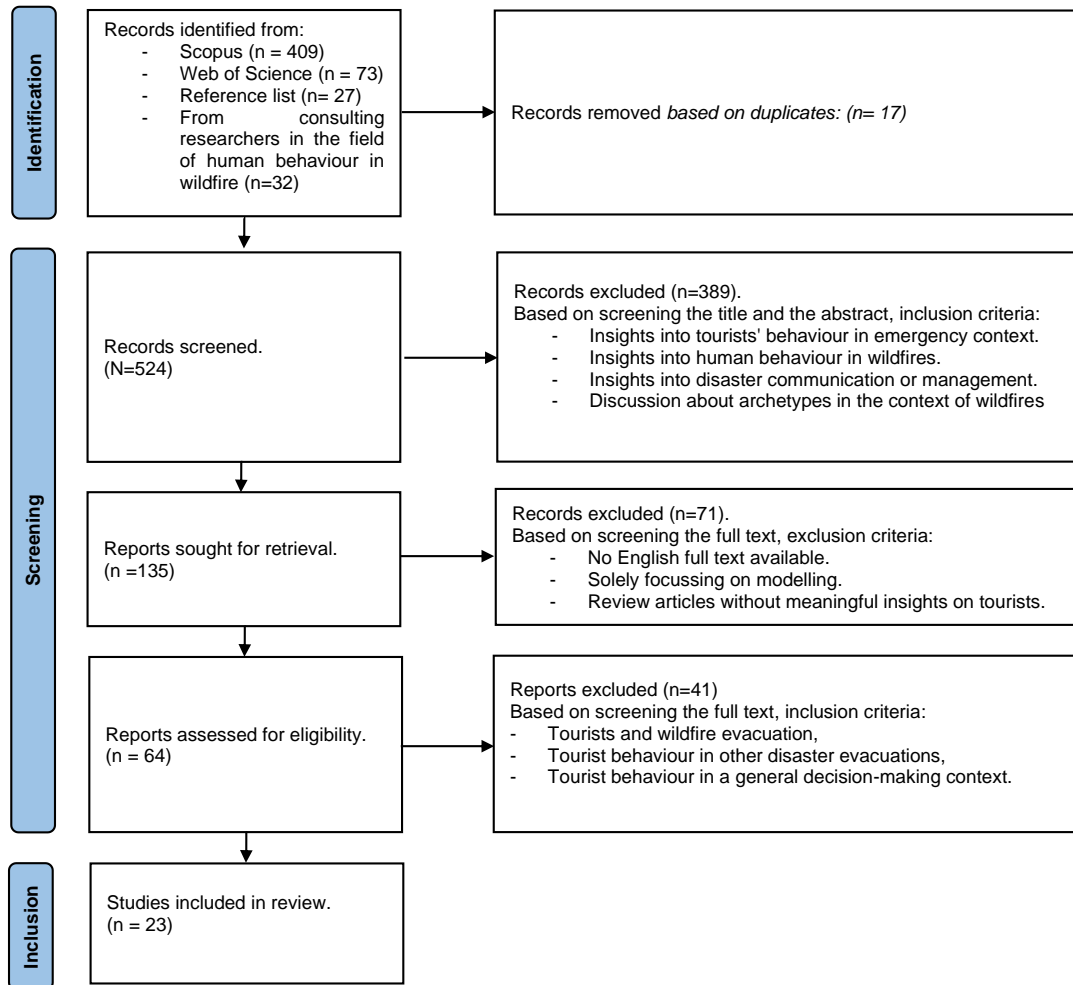 Identification
Records identified from:
- Scopus (n = 409)
- Web of Science (n = 73)
- Reference list (n= 27)
- From consulting
researchers in the field
of human behaviour in
wildfire (n=32)
Records removed based on duplicates: (n= 17)
Screening
Records screened.
(N=524)
Records excluded (n=389).
Based on screening the title and the abstract, inclusion criteria:
- Insights into tourists' behaviour in emergency context.
- Insights into human behaviour in wildfires.
- Insights into disaster communication or management.
- Discussion about archetypes in the context of wildfires
Reports sought for retrieval.
(n =135)
Records excluded (n=71).
Based on screening the full text, exclusion criteria:
- No English full text available.
- Solely focussing on modelling.
- Review articles without meaningful insights on tourists.
Reports assessed for eligibility.
(n = 64)
Reports excluded (n=41)
Based on screening the full text, inclusion criteria:
- Tourists and wildfire evacuation,
- Tourist behaviour in other disaster evacuations,
- Tourist behaviour in a general decision-making context.
Inclusion
Studies included in review.
(n = 23)